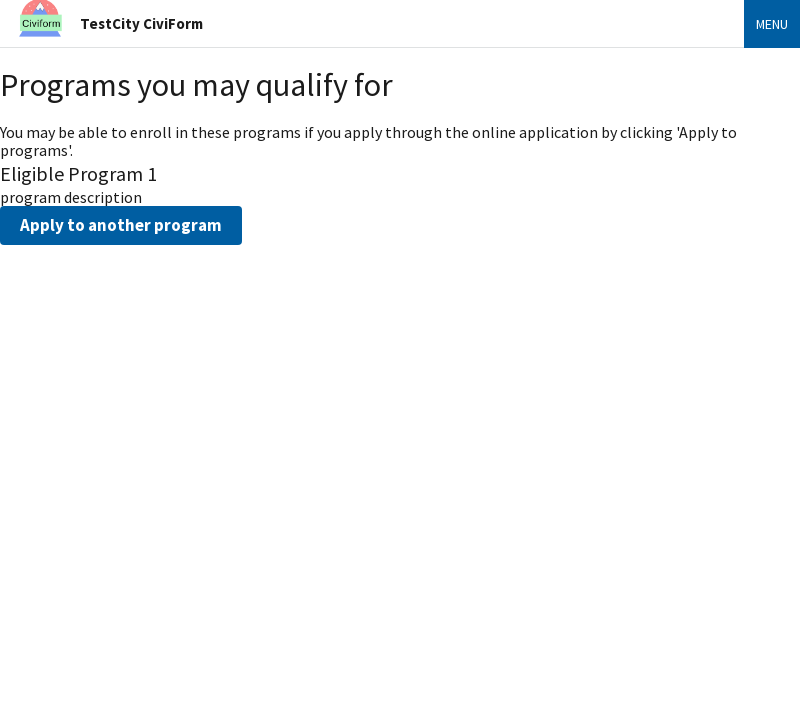 Civiform
TestCity CiviForm
MENU
Programs you may qualify for
You may be able to enroll in these programs if you apply through the online application by clicking 'Apply to
programs'.
Eligible Program 1
program description
Apply to another program